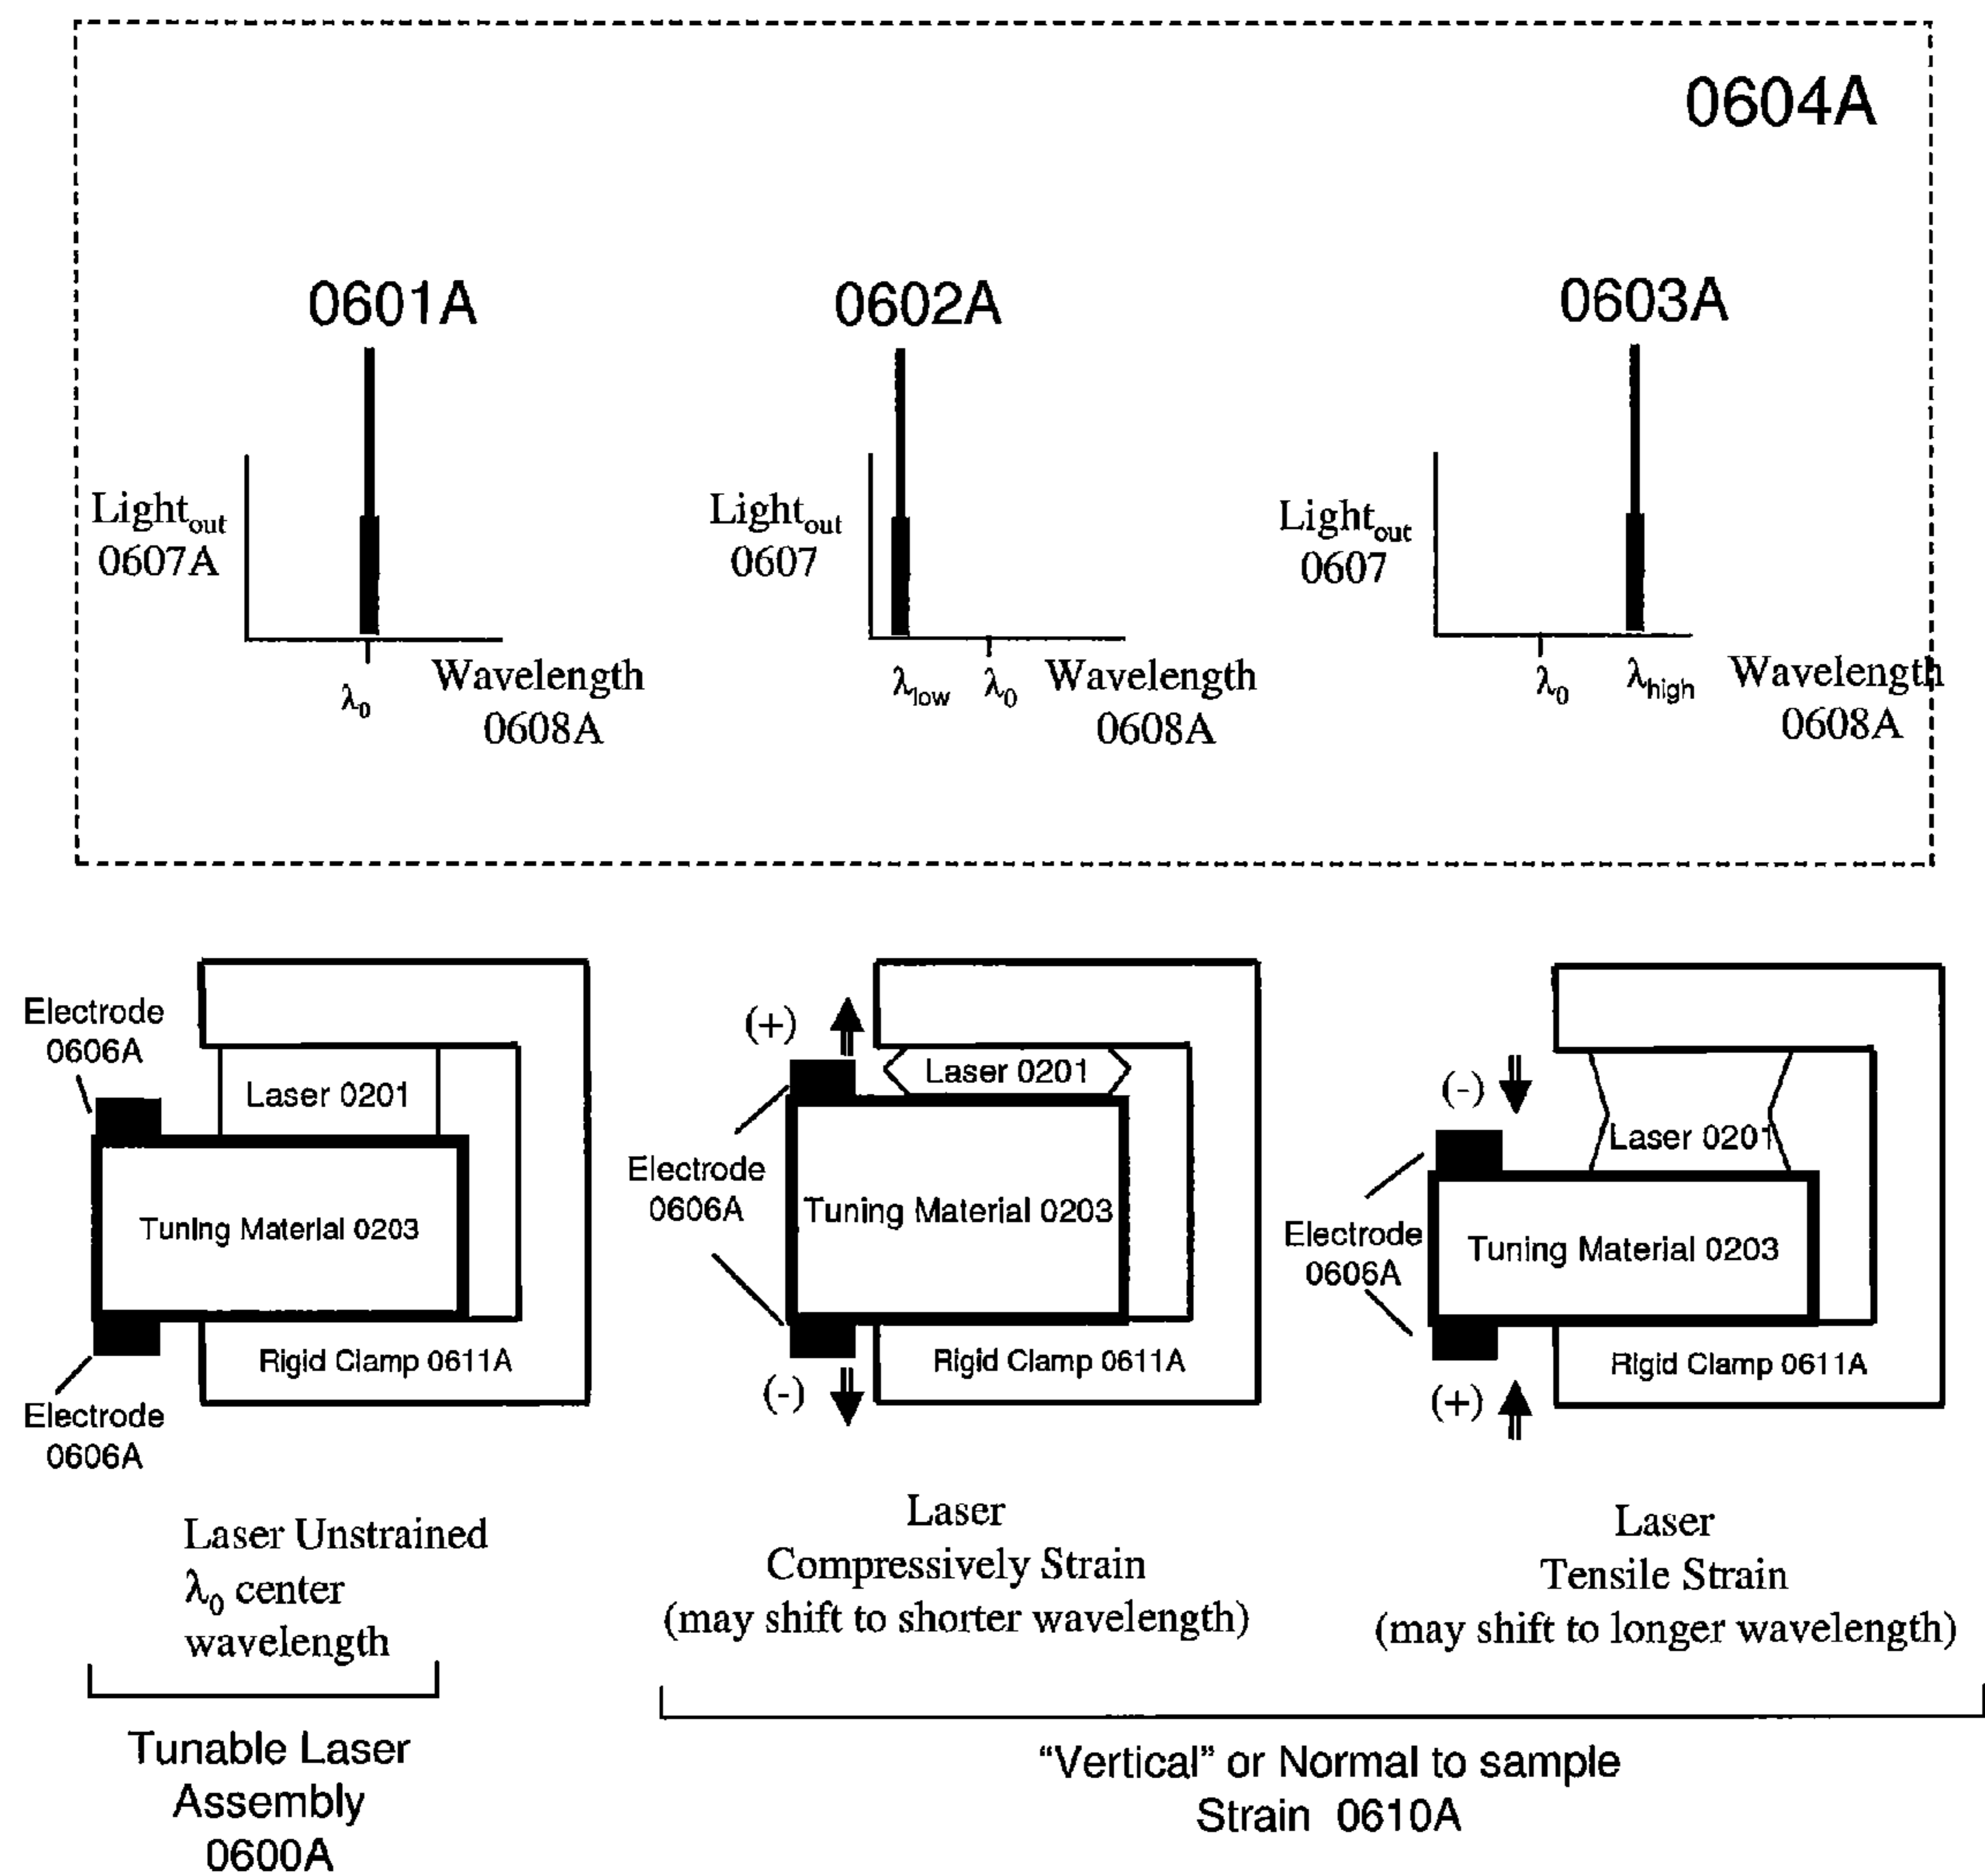 0604A
0601A
0602A
0603A
Lightout
0607A
λ0
Wavelength
0608A
Lightout
0607
λlow
λ0
Wavelength
0608A
Lightout
0607
λ0
λhigh
Wavelength
0608A
Electrode
0606A
Laser 0201
Tuning Material 0203
Rigid Clamp 0611A
Electrode
0606A
(+)
Laser 0201
Electrode
0606A
Tuning Material 0203
Rigid Clamp 0611A
(-)
(-)
Laser 0201
Electrode
0606A
Tuning Material 0203
Rigid Clamp 0611A
(+)
Laser Unstrained
λ0 center
wavelength
Laser
Compressively Strain
(may shift to shorter wavelength)
Laser
Tensile Strain
(may shift to longer wavelength)
Tunable Laser
Assembly
0600A
“Vertical” or Normal to sample
Strain 0610A